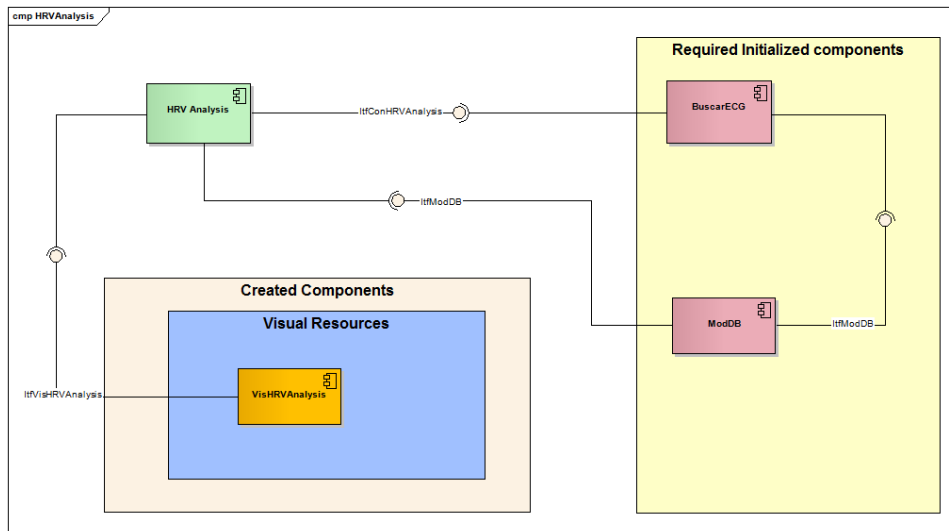 cmp HRVAnalysis
Required Initialized components
HRV Analysis
ItfConHRVAnalysis
BuscarECG
ItfModDB
Created Components
Visual Resources
ModDB
ItfModDB
ItfVisHRVAnalysis
VisHRVAnalysis